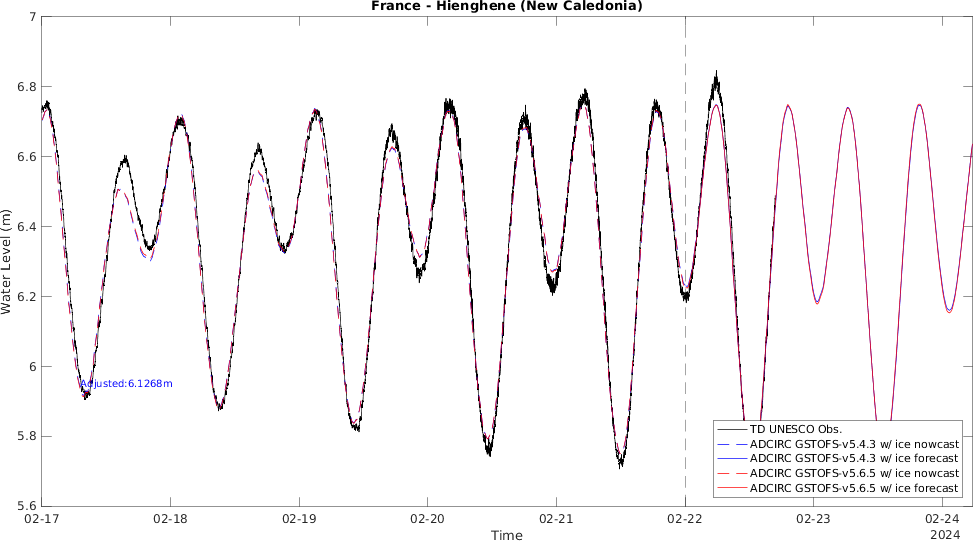 France - Hienghene (New Caledonia)
7
6.8
6.6
6.4
6.2
6
5.8
5.6
Water Level (m)
Adjusted:6.1268m
TD UNESCO Obs.
ADCIRC GSTOFS-v5.4.3 w/ ice nowcast
ADCIRC GSTOFS-v5.4.3 w/ ice forecast
ADCIRC GSTOFS-v5.6.5 w/ ice nowcast
ADCIRC GSTOFS-v5.6.5 w/ ice forecast
02-17 02-18 02-19 02-20 02-21 02-22 02-23 02-24
Time 2024